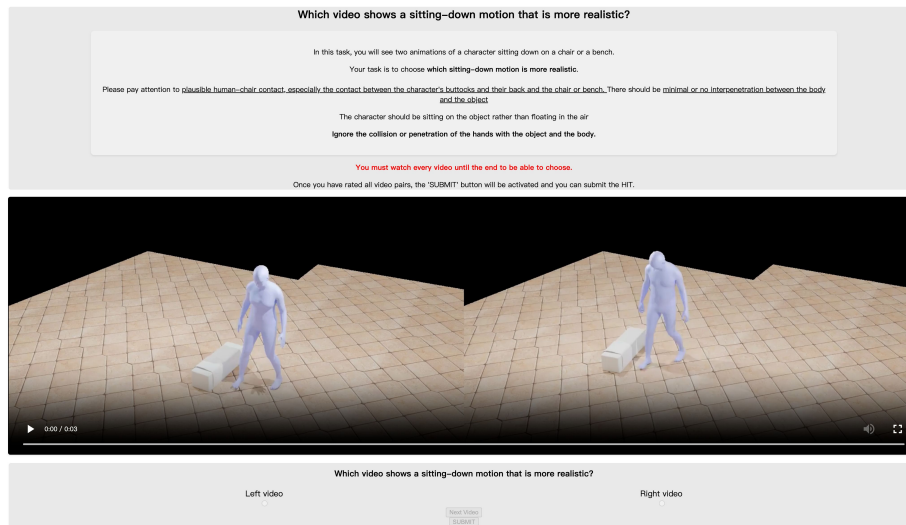 Which video shows a sitting-down motion that is more realistic?
In this task, you will see two animations of a character sitting down on a chair or a bench.
Your task is to choose which sitting-down motion is more realistic.
Please pay attention to plausible human-chair contact, especially the contact between the character's buttocks and their back and the chair or bench. There should be minimal or no interpenetration between the body
and the object
The character should be sitting on the object rather than floating in the air
Ignore the collision or penetration of the hands with the object and the body.
You must watch every video until the end to be able to choose.
Once you have rated all video pairs, the 'SUBMIT' button will be activated and you can submit the HIT.
0:00 / 0:03
Which video shows a sitting-down motion that is more realistic?
Left video
Right video
Next Video
SUBMIT